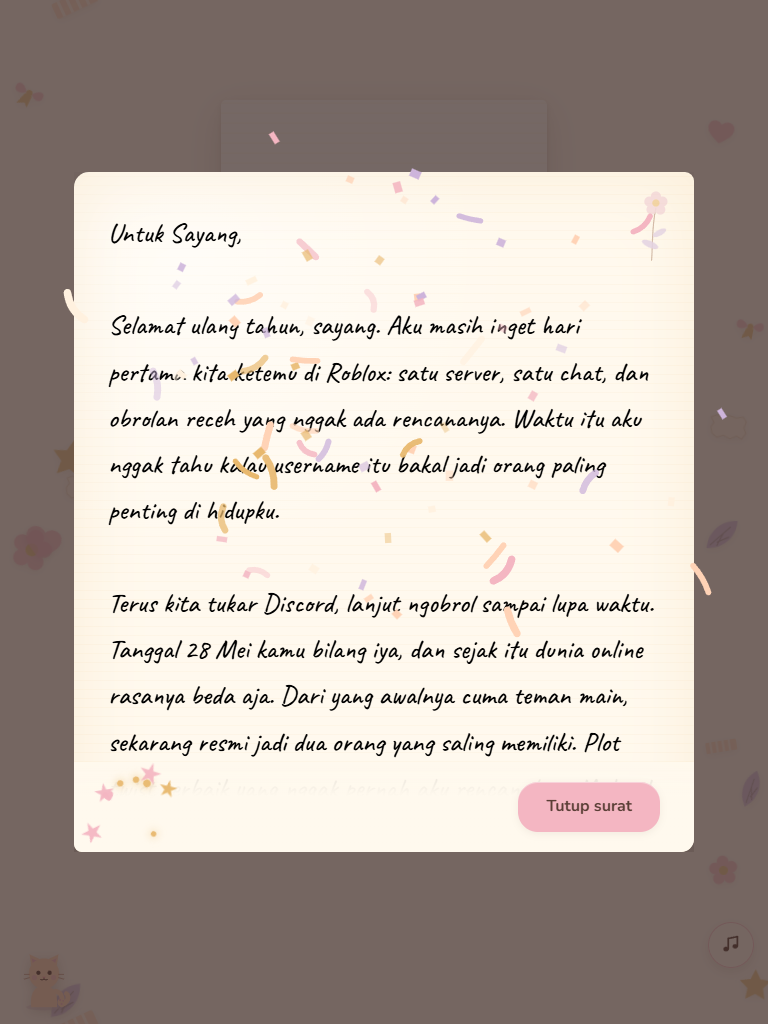 Untuk Sayang,
Selamat ulang tahun, sayang. Aku masih inget hari
pertama kita ketemu di Roblox: satu server, satu chat, dan
obrolan receh yang nggak ada rencananya. Waktu itu aku
nggak tahu kalau username itu bakal jadi orang paling
penting di hidupku.
Terus kita tukar Discord, lanjut ngobrol sampai lupa waktu.
Tanggal 28 Mei kamu bilang iya, dan sejak itu dunia online
rasanya beda aja. Dari yang awalnya cuma teman main,
sekarang resmi jadi dua orang yang saling memiliki. Plot
Tutup surat